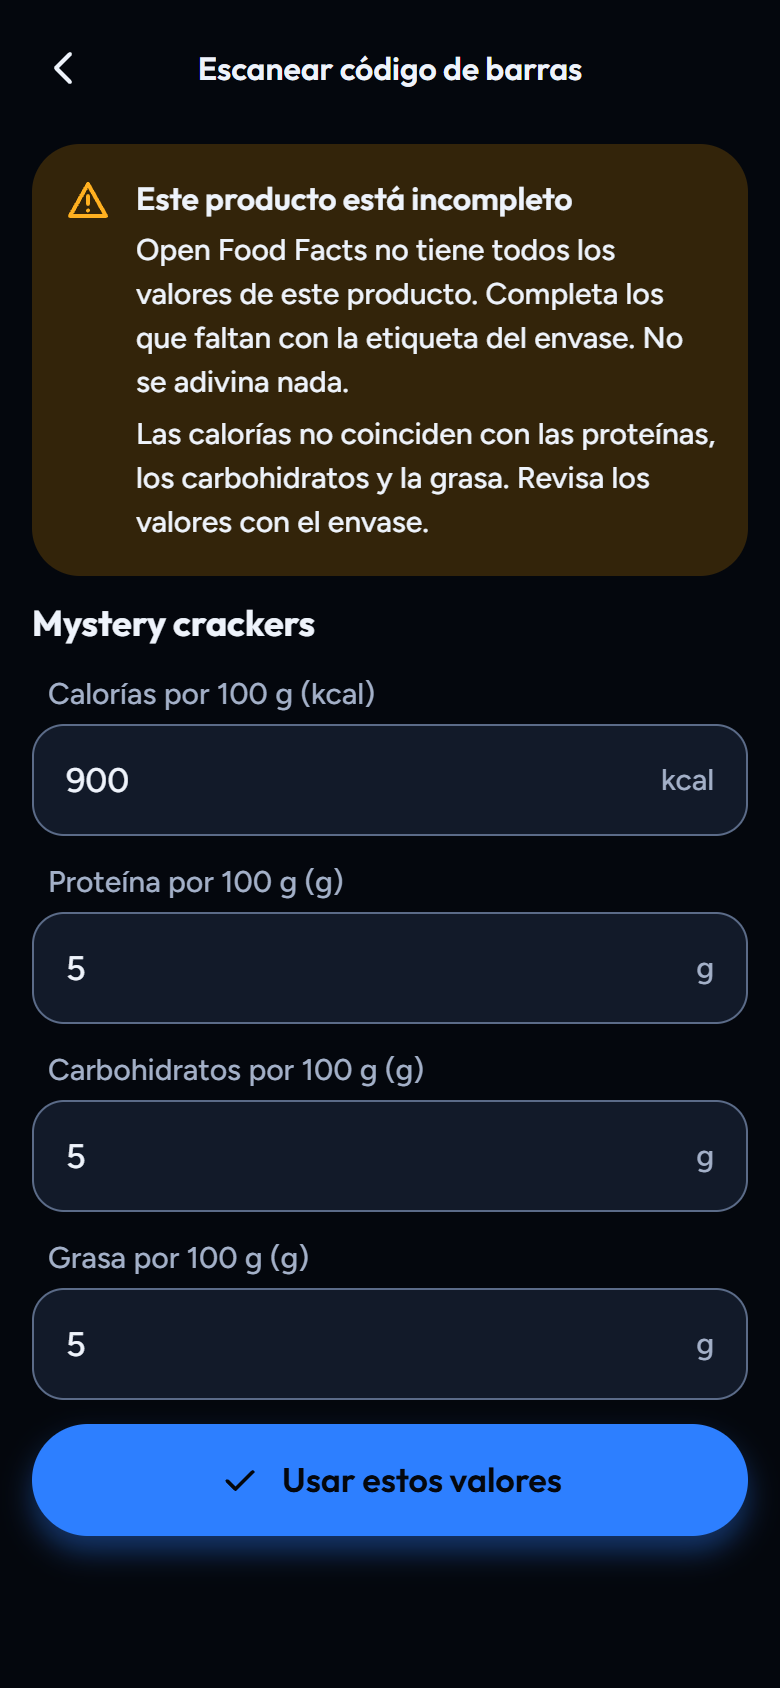 Escanear código de barras
Este producto está incompleto
Open Food Facts no tiene todos los
valores de este producto. Completa los
que faltan con la etiqueta del envase. No
se adivina nada.
Las calorías no coinciden con las proteínas,
los carbohidratos y la grasa. Revisa los
valores con el envase.
Mystery crackers
Calorías por 100 g (kcal)
900 kcal
Proteína por 100 g (g)
5 g
Carbohidratos por 100 g (g)
5 g
Grasa por 100 g (g)
5 g
Usar estos valores